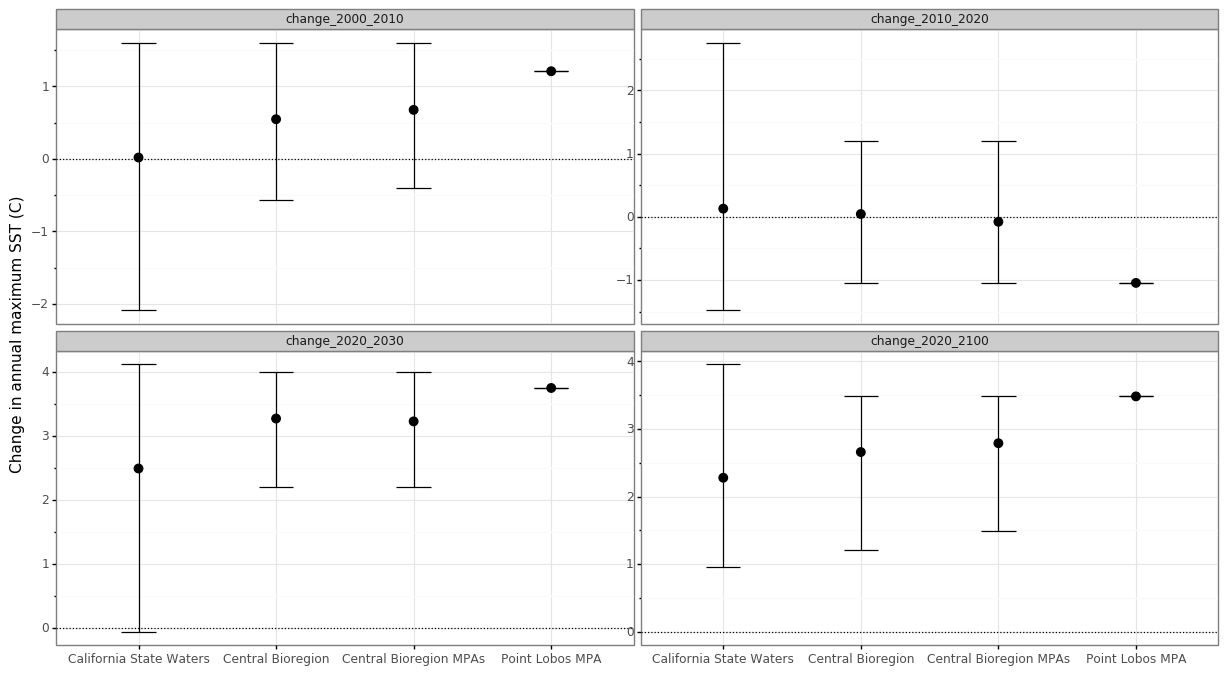 change_2000_2010
change_2010_2020
1
0
−1
−2
2
1
0
−1
Change in annual maximum SST (C)
change_2020_2030
change_2020_2100
4
3
2
1
0
4
3
2
1
0
California State Waters
Central Bioregion
Central Bioregion MPAs
Point Lobos MPA
California State Waters
Central Bioregion
Central Bioregion MPAs
Point Lobos MPA